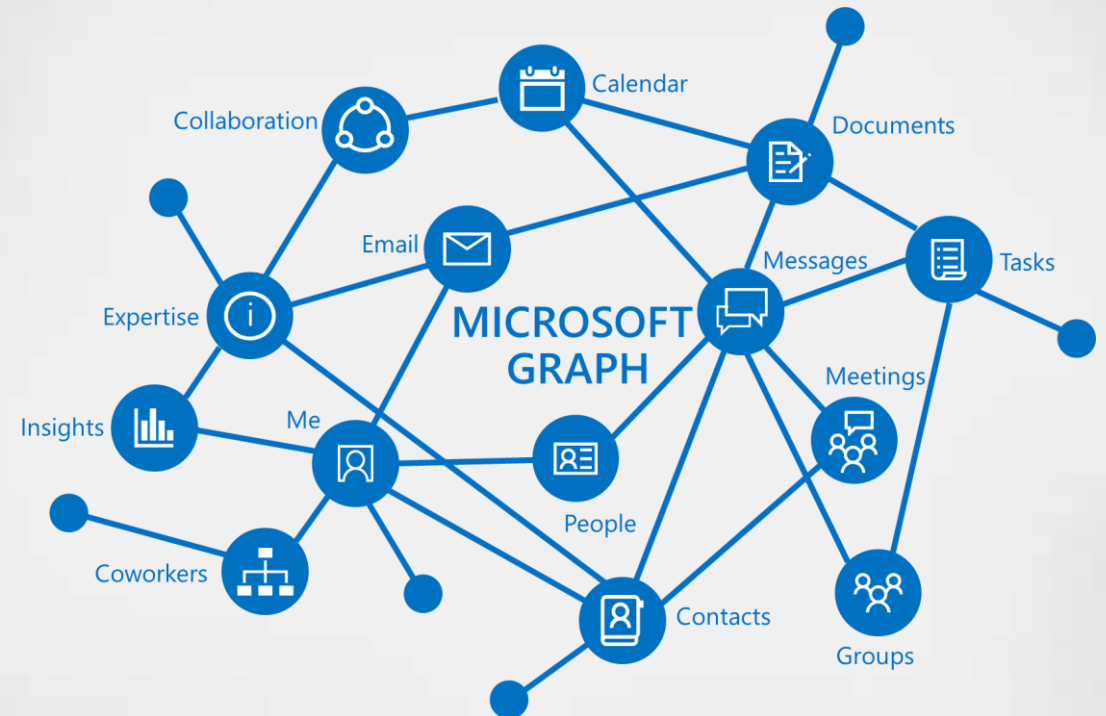 Calendar
Collaboration
Documents
Email
Messages
Tasks
Expertise
MICROSOFT
GRAPH
Meetings
Me
Insights
People
Coworkers
Contacts
Groups
i